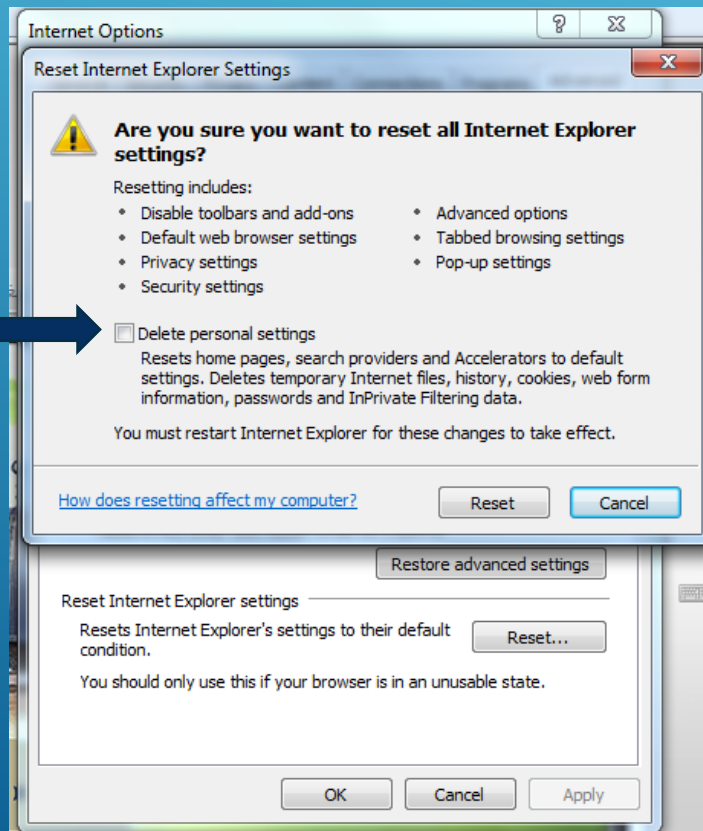 Internet Options
Reset Internet Explorer Settings
Are you sure you want to reset all Internet Explorer
settings?
Resetting includes:
• Disable toolbars and add-ons
• Default web browser settings
• Privacy settings
• Security settings
• Advanced options
• Tabbed browsing settings
• Pop-up settings
Delete personal settings
Resets home pages, search providers and Accelerators to default
settings. Deletes temporary Internet files, history, cookies, web form
information, passwords and InPrivate Filtering data.
You must restart Internet Explorer for these changes to take effect.
How does resetting affect my computer?
Reset
Cancel
Restore advanced settings
Reset Internet Explorer settings
Resets Internet Explorer's settings to their default
condition.
Reset...
You should only use this if your browser is in an unusable state.
OK
Cancel
Apply